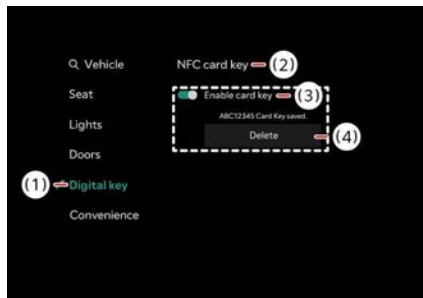 Vehicle
NFC card key (2)
Seat
Enable card key (3)
ABC12345 Card Key saved.
Lights
Delete (4)
Doors
(1) Digital key
Convenience